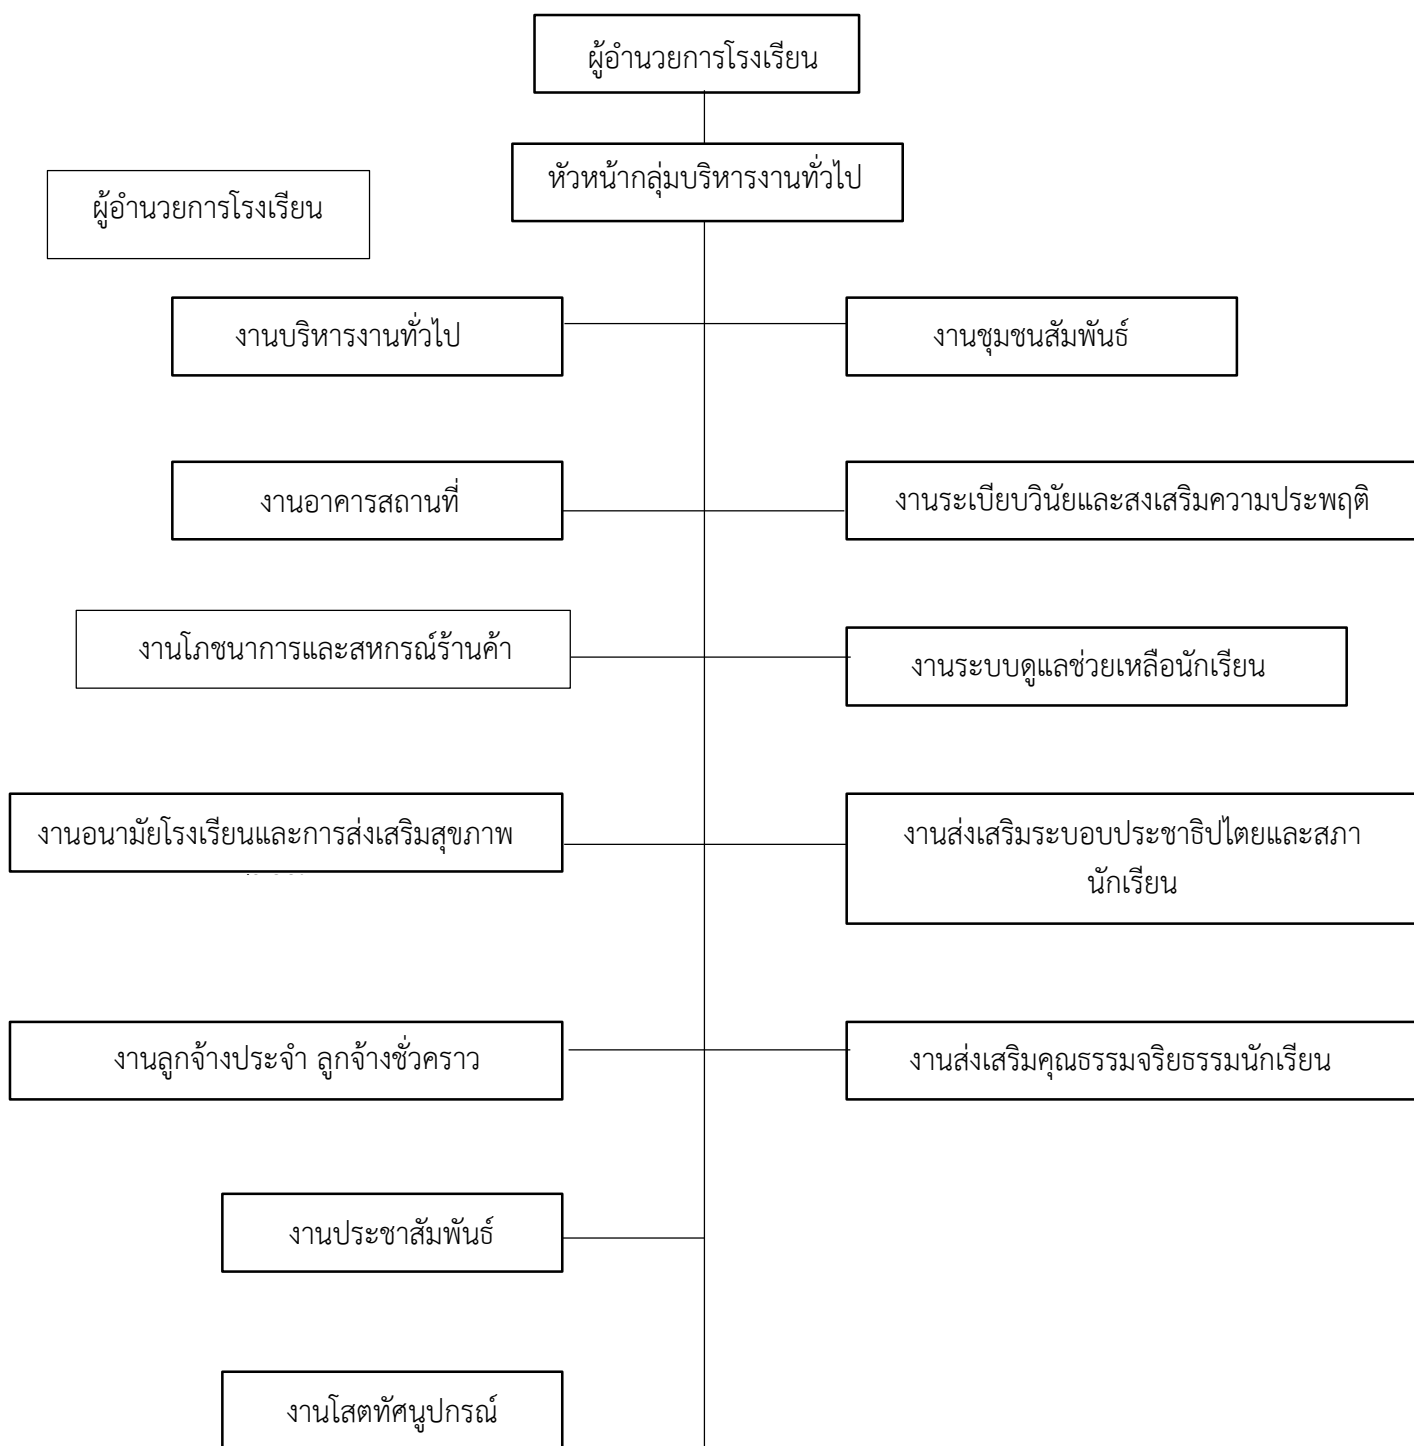 ผู้อำนวยการโรงเรียน
หัวหน้ากลุ่มบริหารงานทั่วไป
ผู้อำนวยการโรงเรียน
งานบริหารงานทั่วไป
งานชุมชนสัมพันธ์
งานอาคารสถานที่
งานระเบียบวินัยและสงเสริมความประพฤติ
งานโภชนาการและสหกรณ์ร้านค้า
งานระบบดูแลช่วยเหลือนักเรียน
งานอนามัยโรงเรียนและการส่งเสริมสุขภาพ
งานส่งเสริมระบอบประชาธิปไตยและสภา
นักเรียน
งานลูกจ้างประจำ ลูกจ้างชั่วคราว
งานส่งเสริมคุณธรรมจริยธรรมนักเรียน
งานประชาสัมพันธ์
งานโสตทัศนูปกรณ์